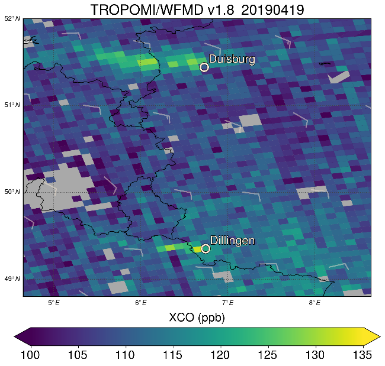 TROPOMI/WFMD v1.8 20190419
52°N
Duisburg
51°N
50°N
Dillingen
49°N
5°E 6°E 7°E 8°E
XCO (ppb)
100 105 110 115 120 125 130 135